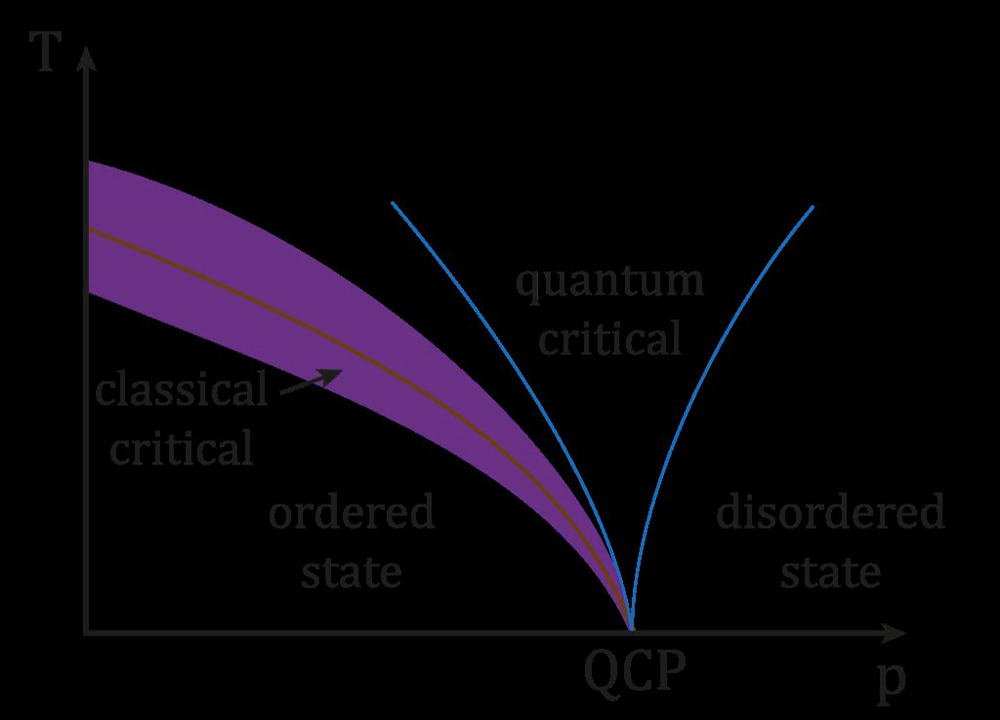 T
quantum
critical
classical
critical
ordered
state
disordered
state
QCP
p